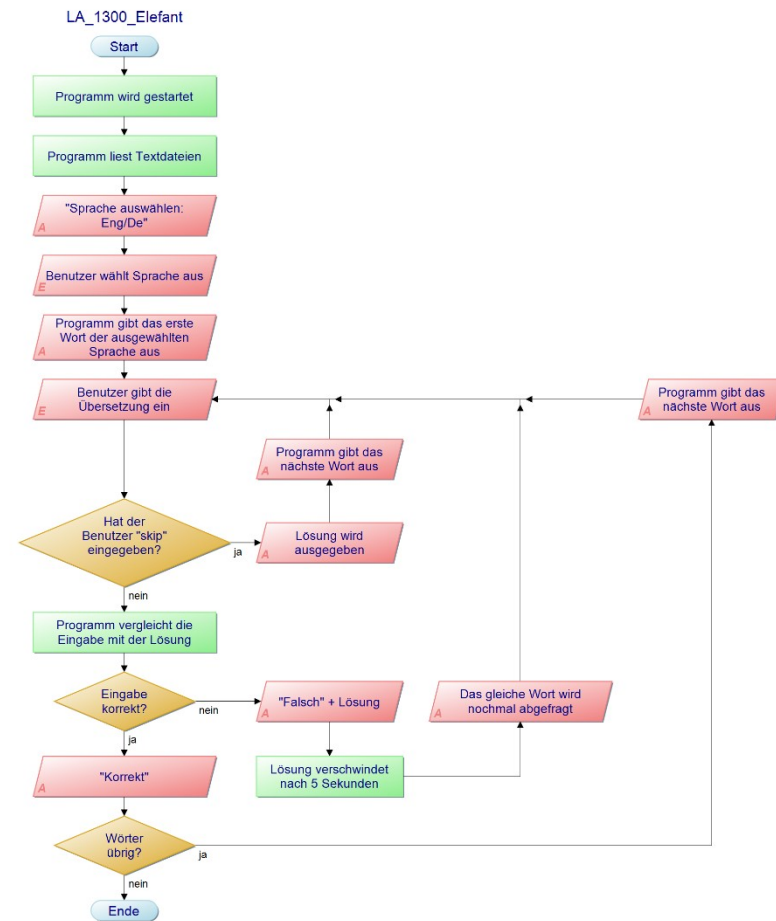 LA_1300_Elefant
Start
Programm wird gestartet
Programm liest Textdateien
"Sprache auswählen:
Eng/De"
A
Benutzer wählt Sprache aus
E
Programm gibt das erste
Wort der ausgewählten
Sprache aus
A
Benutzer gibt die
Übersetzung ein
E
Programm gibt das
nächste Wort aus
A
Programm gibt das
nächste Wort aus
A
Hat der
Benutzer "skip"
eingegeben?
ja
nein
Lösung wird
ausgegeben
A
Programm vergleicht die
Eingabe mit der Lösung
Eingabe
korrekt?
nein
ja
"Falsch" + Lösung
A
Das gleiche Wort wird
nochmal abgefragt
A
Lösung verschwindet
nach 5 Sekunden
"Korrekt"
A
Wörter
übrig?
ja
nein
Ende